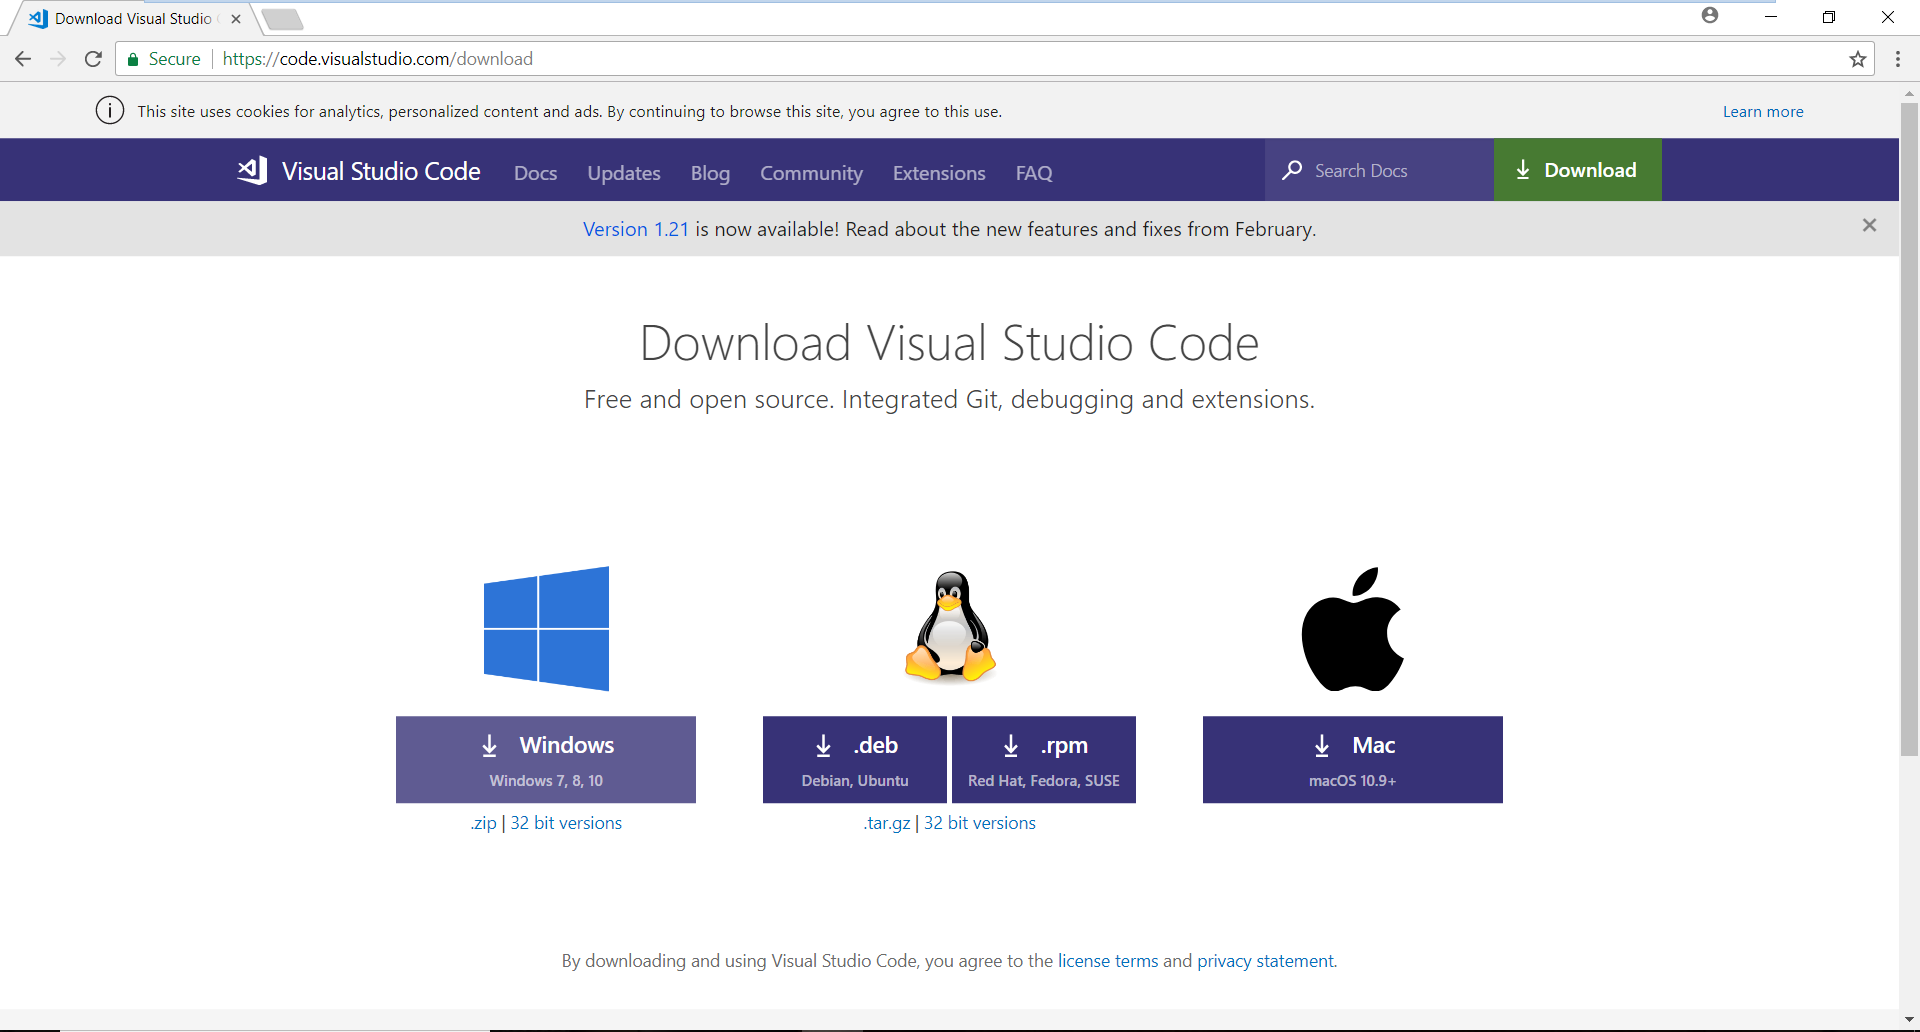 Download Visual Studio
Secure | https://code.visualstudio.com/download
This site uses cookies for analytics, personalized content and ads. By continuing to browse this site, you agree to this use.
Learn more
Visual Studio Code Docs Updates Blog Community Extensions FAQ Search Docs Download
Version 1.21 is now available! Read about the new features and fixes from February.
Download Visual Studio Code
Free and open source. Integrated Git, debugging and extensions.
Windows
Windows 7, 8, 10
.zip | 32 bit versions
.deb
Debian, Ubuntu
.rpm
Red Hat, Fedora, SUSE
.tar.gz | 32 bit versions
Mac
macOS 10.9+
By downloading and using Visual Studio Code, you agree to the license terms and privacy statement.